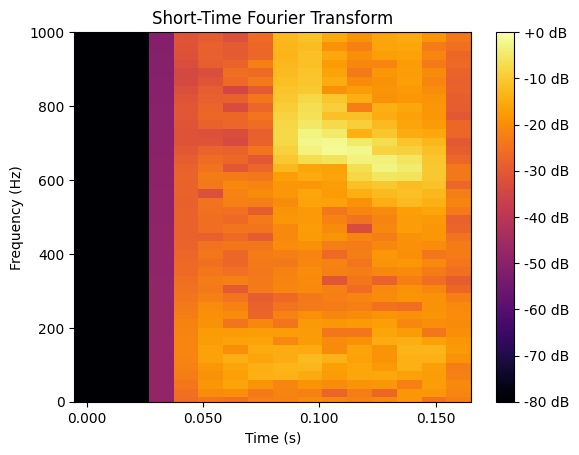 Short-Time Fourier Transform
1000
800
600
400
200
0
Frequency (Hz)
0.000
0.050
0.100
0.150
Time (s)
+0 dB
-10 dB
-20 dB
-30 dB
-40 dB
-50 dB
-60 dB
-70 dB
-80 dB